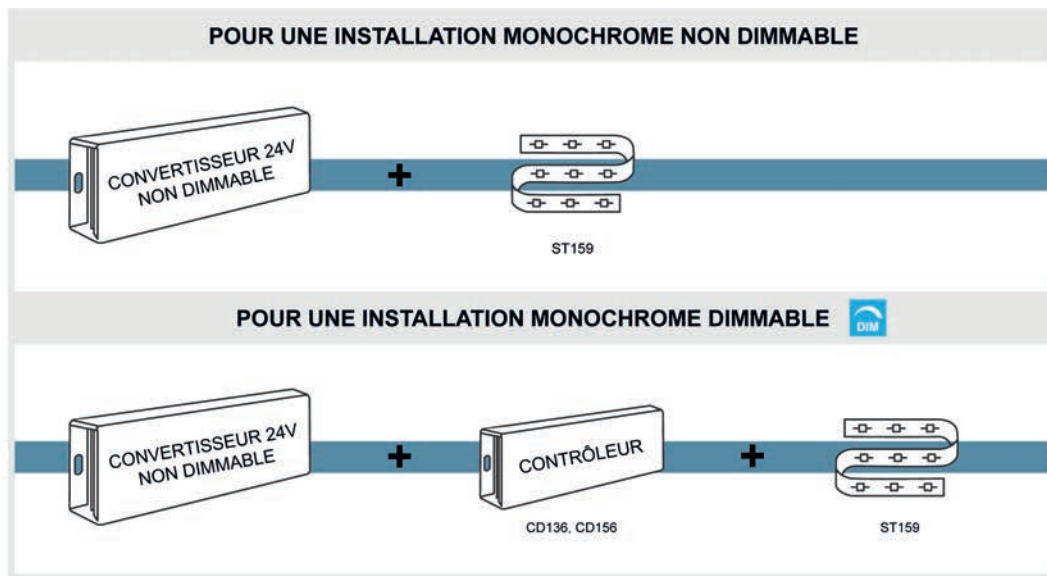 POUR UNE INSTALLATION MONOCHROME NON DIMMABLE
CONVERTISSEUR 24V
NON DIMMABLE
+
ST159
POUR UNE INSTALLATION MONOCHROME DIMMABLE
DIM
CONVERTISSEUR 24V
NON DIMMABLE
+
CONTRÔLEUR
+
CD136, CD156
ST159